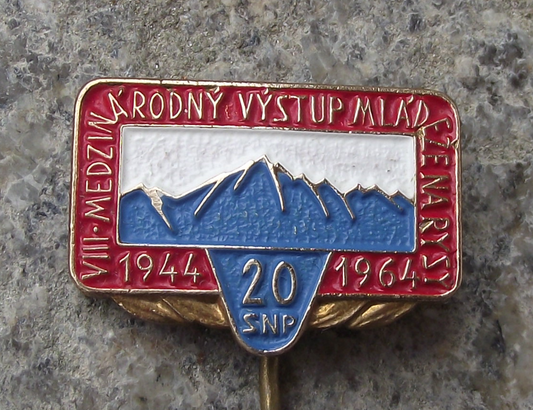 VIII·MEDZINÁRODNÝ VÝSTUP MLÁDEŽE NA RYSY
1944 1964
20
SNP